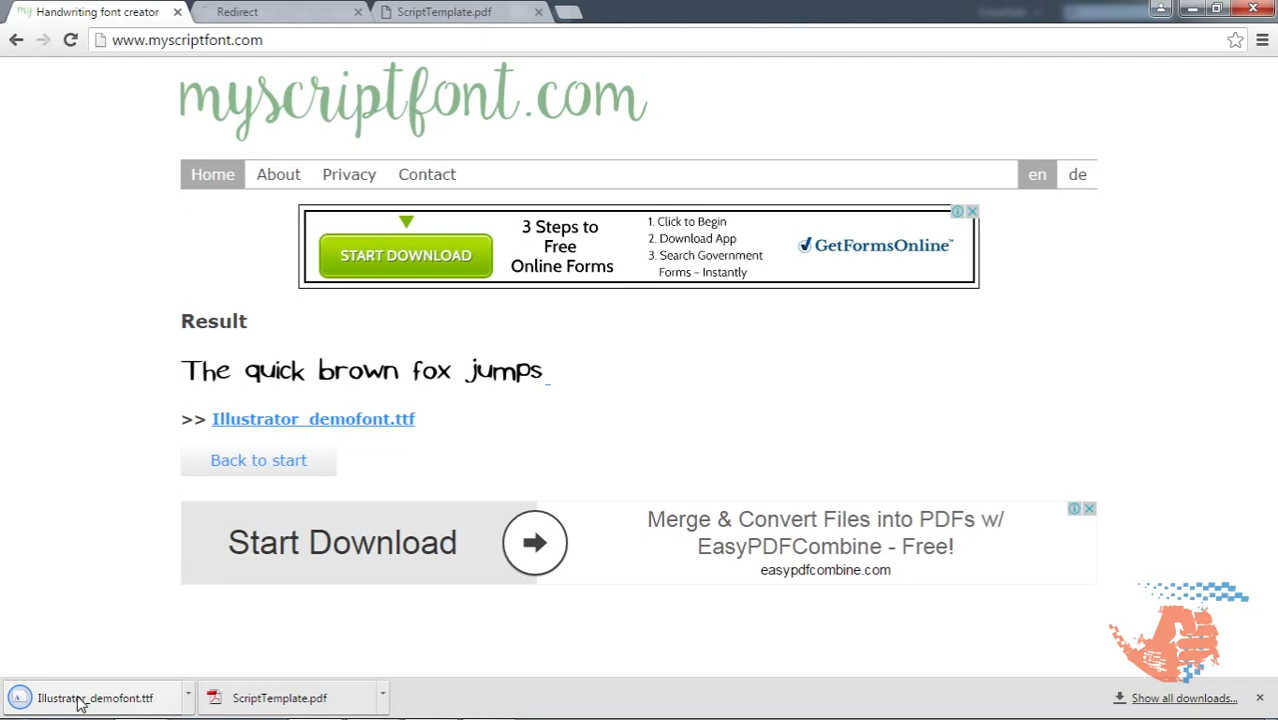 my Handwriting font creator
Redirect
ScriptTemplate.pdf
www.myscriptfont.com
myscriptfont.com
Home About Privacy Contact en de
START DOWNLOAD
3 Steps to
Free
Online Forms
1. Click to Begin
2. Download App
3. Search Government
Forms - Instantly
GetFormsOnline™
Result
The quick brown fox jumps
>> Illustrator_demofont.ttf
Back to start
Start Download
Merge & Convert Files into PDFs w/
EasyPDFCombine - Free!
easypdfcombine.com
Illustrator_demofont.ttf
ScriptTemplate.pdf
Show all downloads...